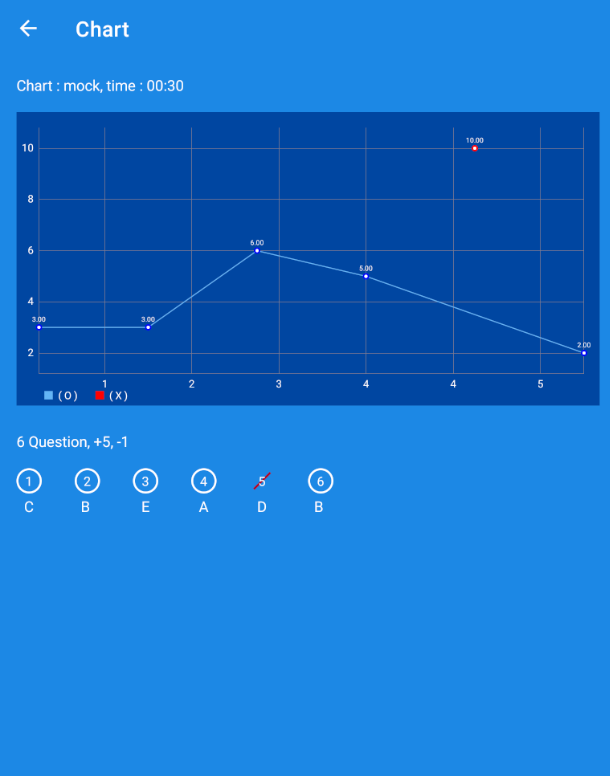 Chart
Chart : mock, time : 00:30
10.00
10
8
6.00
6
5.00
4
3.00 3.00
2.00
2
1 2 3 4 4 5
( O ) ( X )
6 Question, +5, -1
1 2 3 4 5 6
C B E A D B